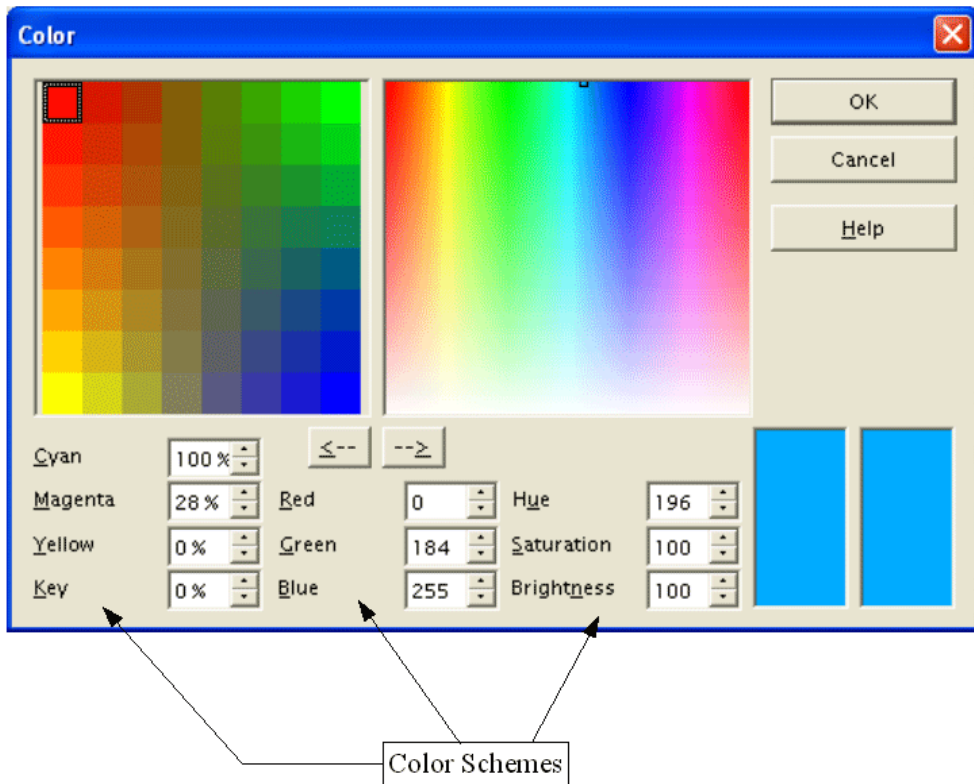 Color
OK
Cancel
Help
<-- -->
Cyan 100 %
Magenta 28 % Red 0 Hue 196
Yellow 0 % Green 184 Saturation 100
Key 0 % Blue 255 Brightness 100
Color Schemes